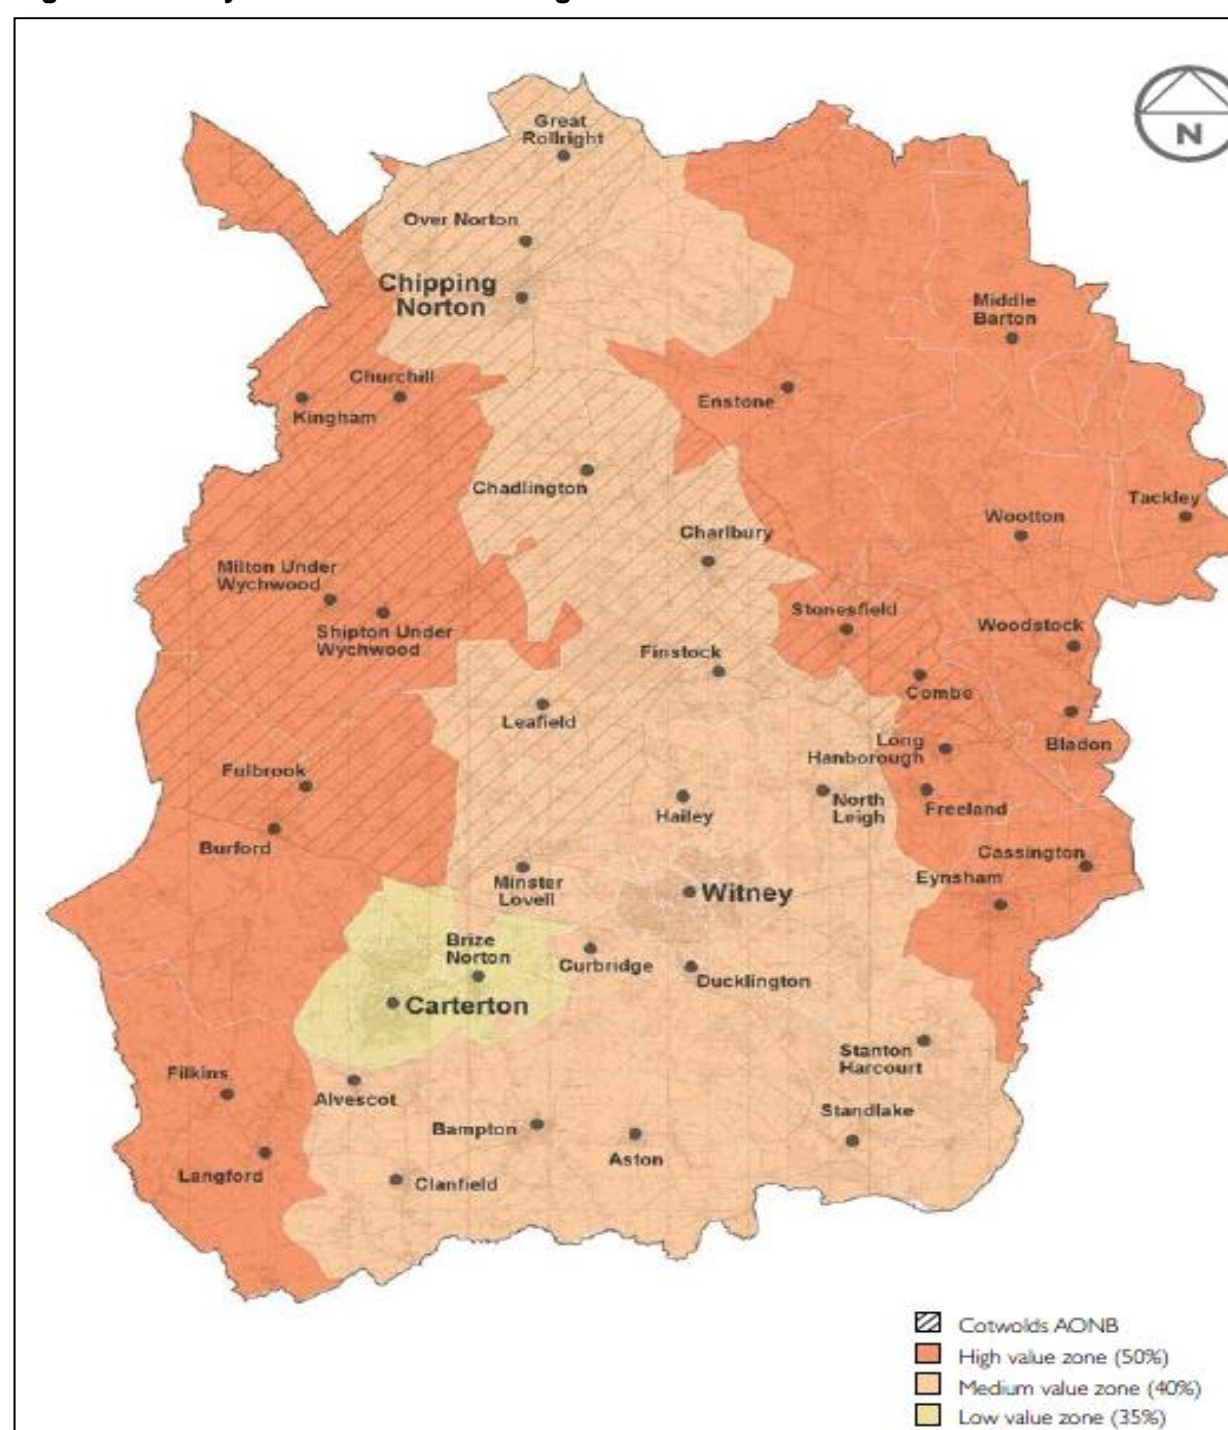 N
Great
Rollright
Over Norton
Chipping
Norton
Middle
Barton
Churchill
Kingham
Enstone
Chadlington
Tackley
Wootton
Charlbury
Milton Under
Wychwood
Shipton Under
Wychwood
Stonesfield
Woodstock
Finstock
Combe
Leafield
Long
Hanborough
Bladon
Fulbrook
Hailey
North
Leigh
Freeland
Burford
Cassington
Eynsham
Minster
Lovell
Witney
Brize
Norton
Curbridge
Ducklington
Carterton
Stanton
Harcourt
Filkins
Alvescot
Standlake
Bampton
Aston
Langford
Clanfield
Cotwolds AONB
High value zone (50%)
Medium value zone (40%)
Low value zone (35%)